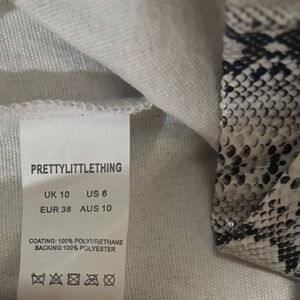 PRETTYLITTLETHING
UK 10 US 6
EUR 38 AUS 10
COATING: 100% POLYURETHANE
BACKING:100% POLYESTER